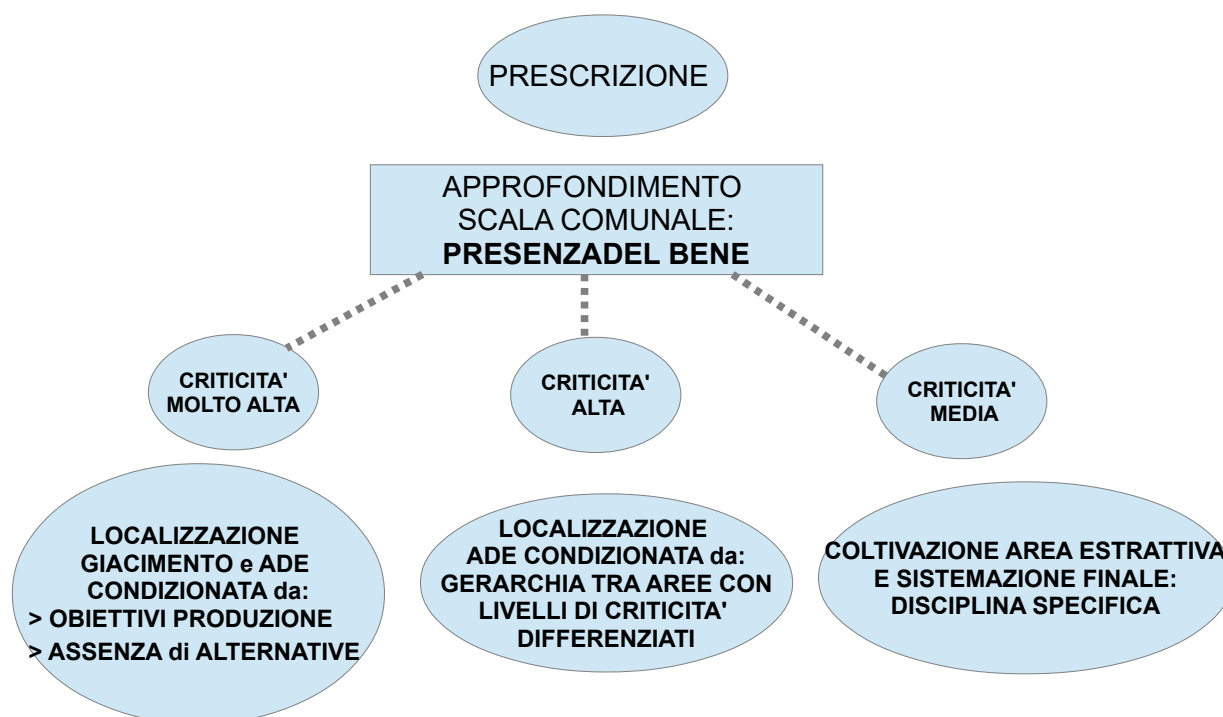 PRESCRIZIONE
APPROFONDIMENTO
SCALA COMUNALE:
PRESENZADEL BENE
CRITICITA'
MOLTO ALTA
CRITICITA'
ALTA
CRITICITA'
MEDIA
LOCALIZZAZIONE
GIACIMENTO e ADE
CONDIZIONATA da:
> OBIETTIVI PRODUZIONE
> ASSENZA di ALTERNATIVE
LOCALIZZAZIONE
ADE CONDIZIONATA da:
GERARCHIA TRA AREE CON
LIVELLI DI CRITICITA'
DIFFERENZIATI
COLTIVAZIONE AREA ESTRATTIVA
E SISTEMAZIONE FINALE:
DISCIPLINA SPECIFICA